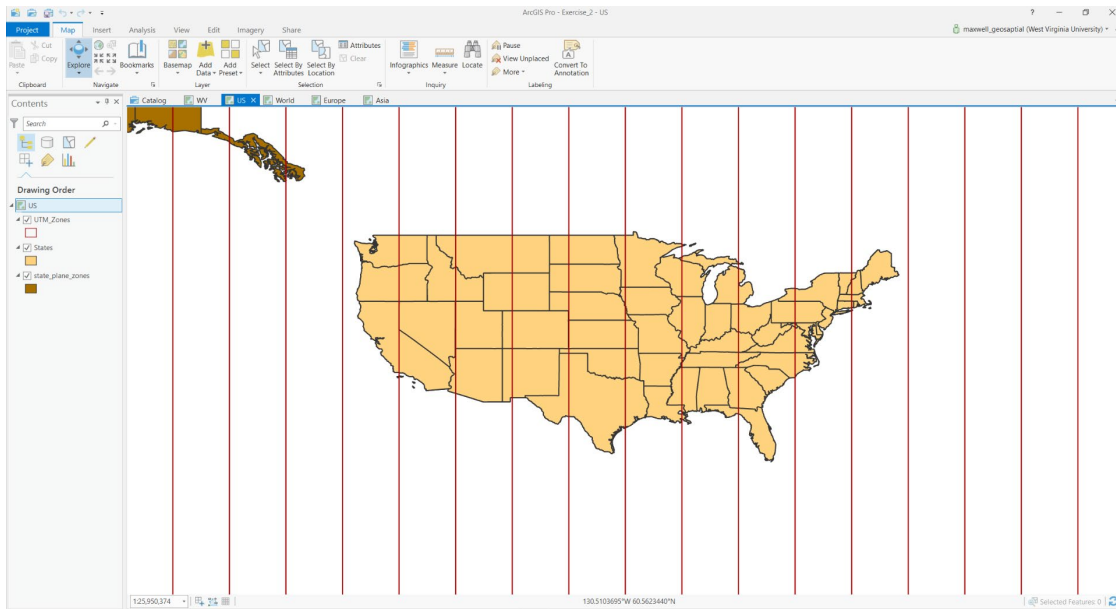 ArcGIS Pro - Exercise_2 - US
? 
Project Map Insert Analysis View Edit Imagery Share
maxwell_geosaptial (West Virginia University)
Paste
Cut
Copy
Explore
Bookmarks
Basemap
Add Data
Add Preset
Select
Select By Attributes
Select By Location
Attributes
Clear
Infographics
Measure
Locate
Pause
View Unplaced
More
Convert To Annotation
Clipboard Navigate Layer Selection Inquiry Labeling
Contents
Catalog WV US World Europe Asia
Search
Drawing Order
US
UTM_Zones
States
state_plane_zones
1:25,950,374
130.5103695°W 60.5623440°N
Selected Features: 0